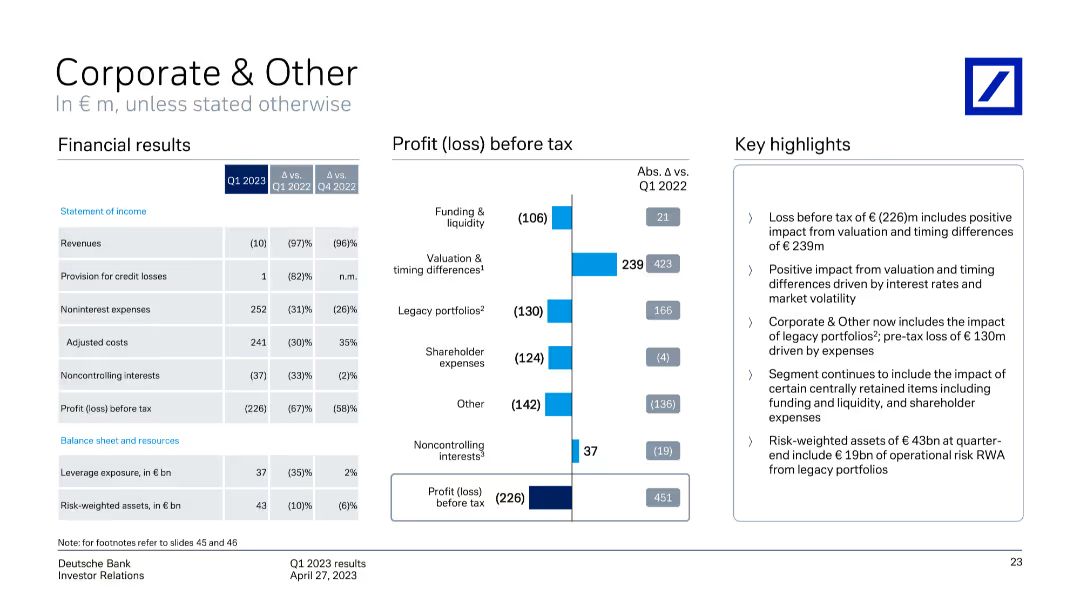 Corporate & Other
In € m, unless stated otherwise
Financial results
Q1 2023
Δ vs.
Q1 2022
Δ vs.
Q4 2022
Statement of income
Revenues (10) (97)% (96)%
Provision for credit losses 1 (82)% n.m.
Noninterest expenses 252 (31)% (26)%
Adjusted costs 241 (30)% 35%
Noncontrolling interests (37) (33)% (2)%
Profit (loss) before tax (226) (67)% (58)%
Balance sheet and resources
Leverage exposure, in € bn 37 (35)% 2%
Risk-weighted assets, in € bn 43 (10)% (6)%
Profit (loss) before tax
Abs. Δ vs.
Q1 2022
Funding &
liquidity
(106) 21
Valuation &
timing differences¹
239 423
Legacy portfolios² (130) 166
Shareholder
expenses
(124) (4)
Other (142) (136)
Noncontrolling
interests³
37 (19)
Profit (loss)
before tax
(226) 451
Key highlights
〉 Loss before tax of € (226)m includes positive
impact from valuation and timing differences
of € 239m
〉 Positive impact from valuation and timing
differences driven by interest rates and
market volatility
〉 Corporate & Other now includes the impact
of legacy portfolios²; pre-tax loss of € 130m
driven by expenses
〉 Segment continues to include the impact of
certain centrally retained items including
funding and liquidity, and shareholder
expenses
〉 Risk-weighted assets of € 43bn at quarter-
end include € 19bn of operational risk RWA
from legacy portfolios
Note: for footnotes refer to slides 45 and 46
Deutsche Bank
Investor Relations
Q1 2023 results
April 27, 2023
23